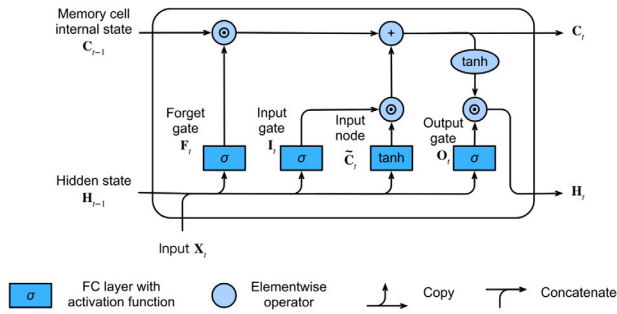 Memory cell
internal state
C_{t-1}
C_t
+
tanh
Forget
gate
F_t
Input
gate
I_t
Input
node
C̃_t
Output
gate
O_t
σ
σ
tanh
σ
Hidden state
H_{t-1}
H_t
Input X_t
σ
FC layer with
activation function
Elementwise
operator
Copy
Concatenate